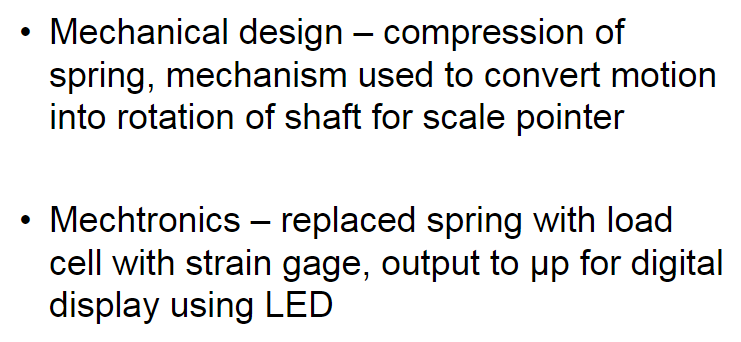 • Mechanical design – compression of
spring, mechanism used to convert motion
into rotation of shaft for scale pointer
• Mechtronics – replaced spring with load
cell with strain gage, output to μp for digital
display using LED